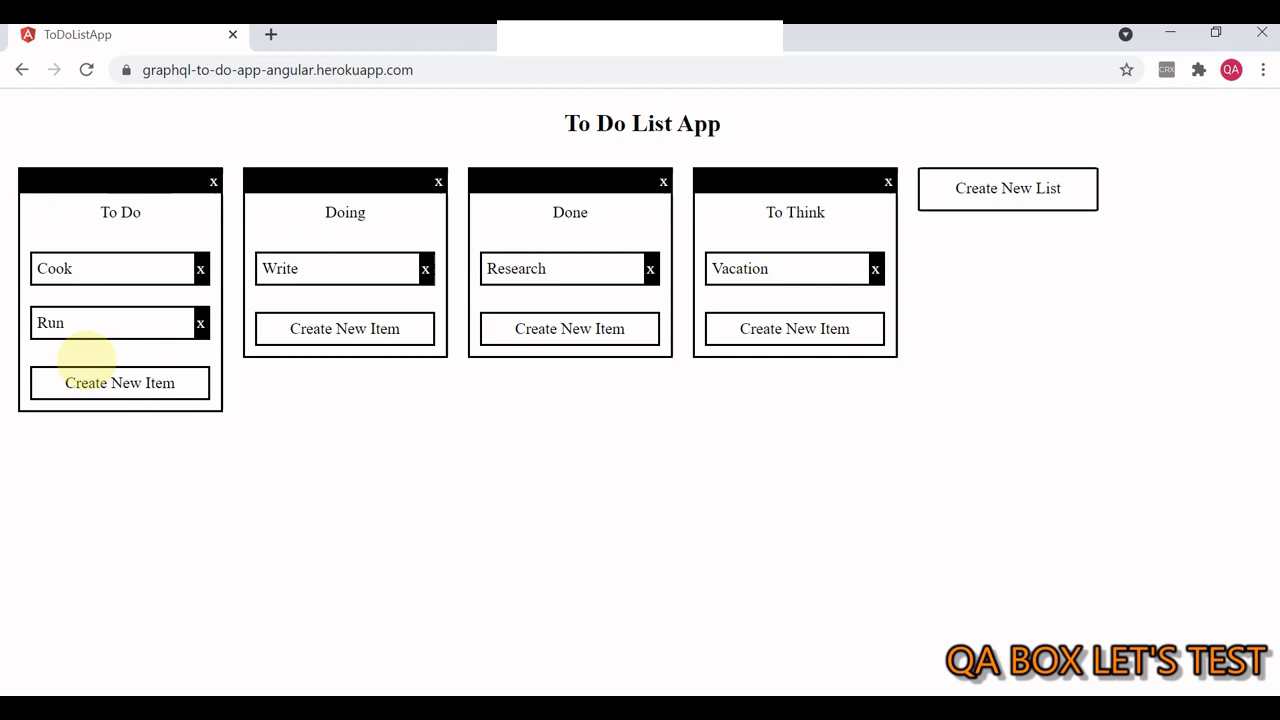 ToDoListApp
graphql-to-do-app-angular.herokuapp.com
CRX
QA
To Do List App
x
To Do
Cook x
Run x
Create New Item
x
Doing
Write x
Create New Item
x
Done
Research x
Create New Item
x
To Think
Vacation x
Create New Item
Create New List
QA BOX LET'S TEST